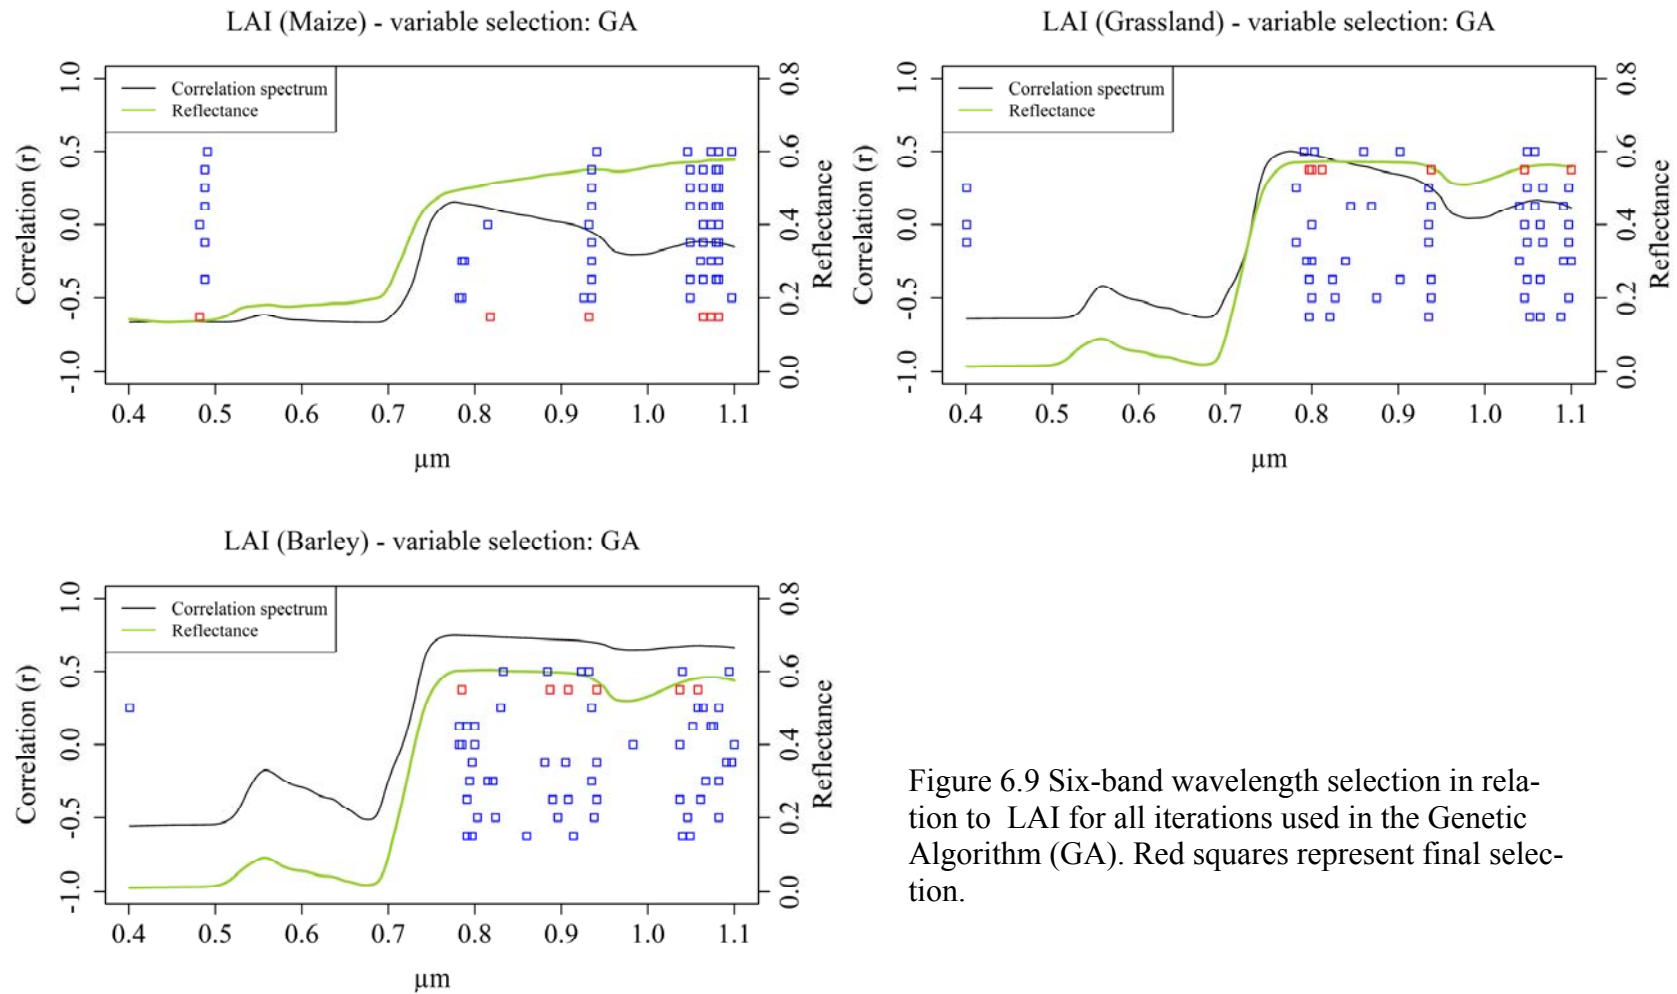 LAI (Maize) - variable selection: GA
Correlation spectrum
Reflectance
1.0
0.5
0.0
-0.5
-1.0
Correlation (r)
0.8
0.6
0.4
0.2
0.0
Reflectance
0.4 0.5 0.6 0.7 0.8 0.9 1.0 1.1
µm
LAI (Grassland) - variable selection: GA
Correlation spectrum
Reflectance
1.0
0.5
0.0
-0.5
-1.0
Correlation (r)
0.8
0.6
0.4
0.2
0.0
Reflectance
0.4 0.5 0.6 0.7 0.8 0.9 1.0 1.1
µm
LAI (Barley) - variable selection: GA
Correlation spectrum
Reflectance
1.0
0.5
0.0
-0.5
-1.0
Correlation (r)
0.8
0.6
0.4
0.2
0.0
Reflectance
0.4 0.5 0.6 0.7 0.8 0.9 1.0 1.1
µm
Figure 6.9 Six-band wavelength selection in rela-
tion to LAI for all iterations used in the Genetic
Algorithm (GA). Red squares represent final selec-
tion.